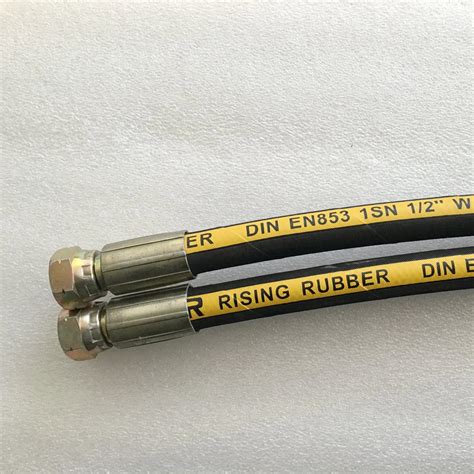 ER DIN EN853 1SN 1/2" W
R RISING RUBBER DIN E